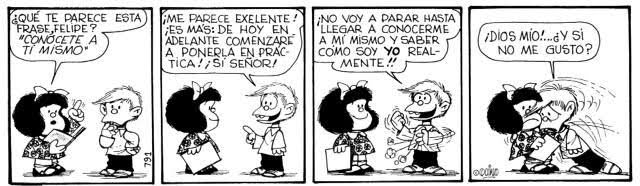 ¿QUÉ TE PARECE ESTA
FRASE, FELIPE?
"CONÓCETE A
TÍ MISMO"
¡ME PARECE EXELENTE!
¡ES MÁS: DE HOY EN
ADELANTE COMENZARÉ
A PONERLA EN PRÁC-
TICA! ¡SÍ SEÑOR!
¡NO VOY A PARAR HASTA
LLEGAR A CONOCERME
A MÍ MISMO Y SABER
CÓMO SOY YO REAL-
MENTE!!
¡DIOS MÍO!...¿Y SI
NO ME GUSTO?
791
©QUINO